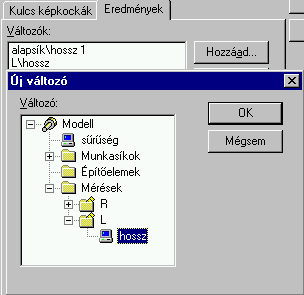 Kulcs képkockák
Eredmények
Változók:
alapsík\hossz 1
L\hossz
Hozzáad...
Új változó
Változó:
OK
Mégsem
Modell
sűrűség
Munkasíkok
Építőelemek
Mérések
R
L
hossz